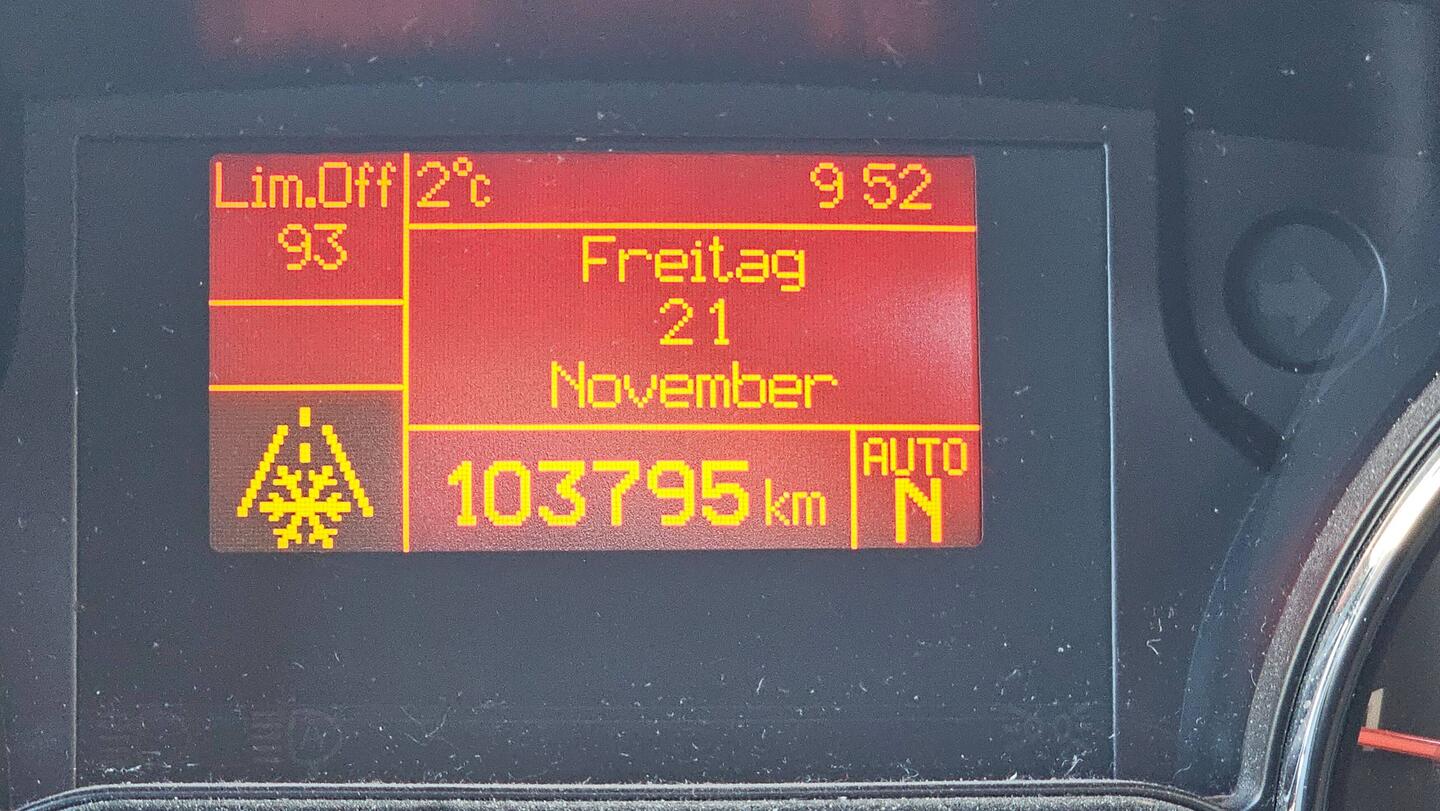 Lim.Off
93
2°c
9 52
Freitag
21
November
103795 km
AUTO
N